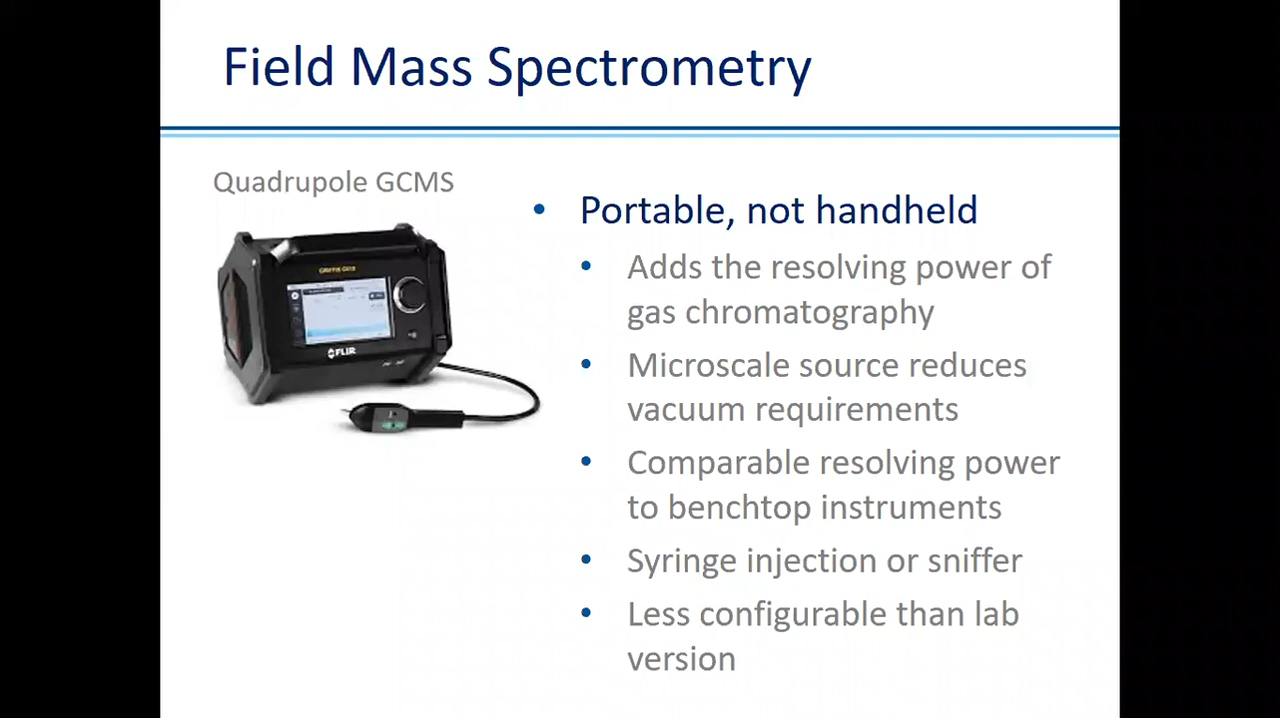 Field Mass Spectrometry
Quadrupole GCMS
• Portable, not handheld
• Adds the resolving power of
gas chromatography
• Microscale source reduces
vacuum requirements
• Comparable resolving power
to benchtop instruments
• Syringe injection or sniffer
• Less configurable than lab
version
FLIR